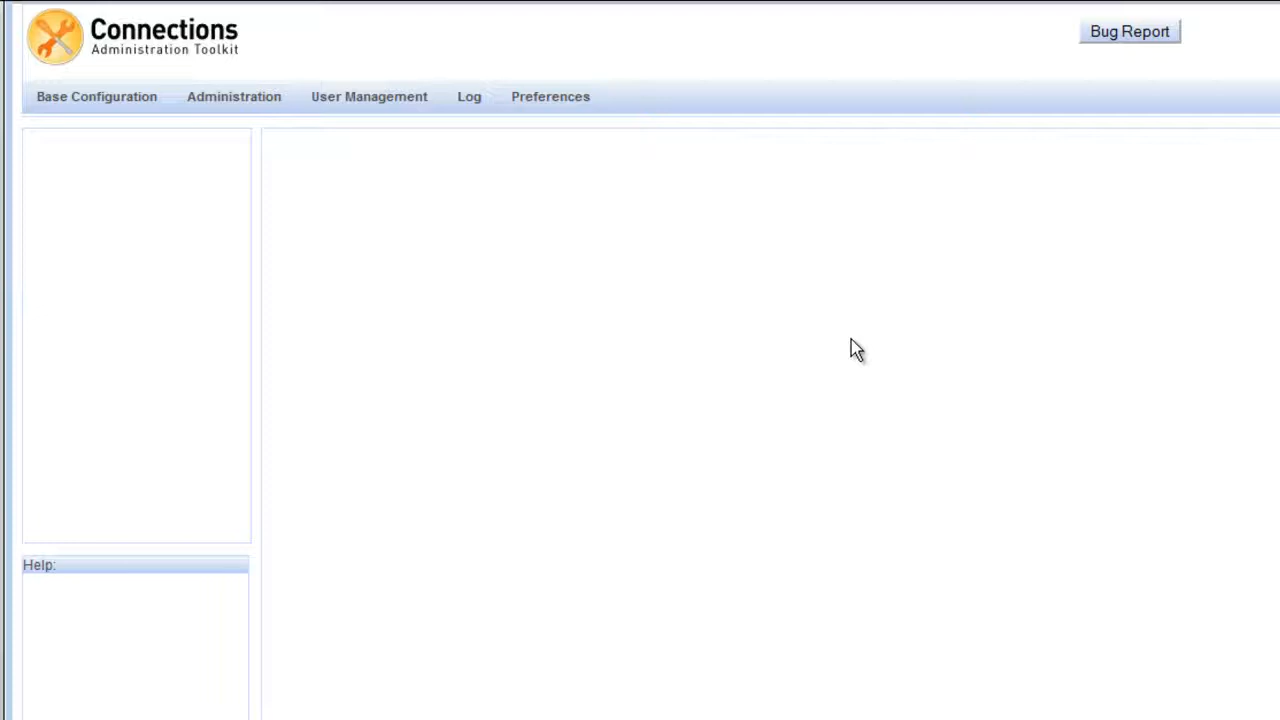 Connections
Administration Toolkit
Bug Report
Base Configuration Administration User Management Log Preferences
Help: